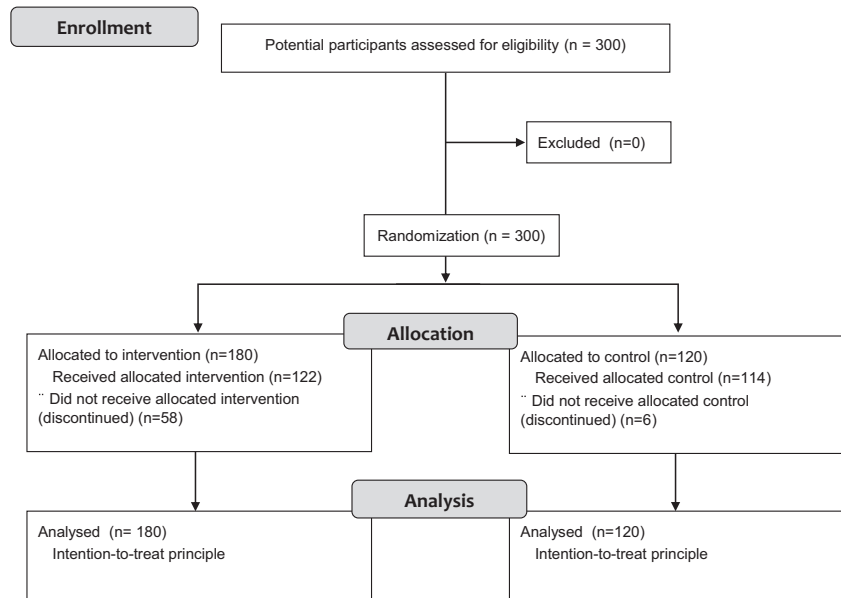 Enrollment
Potential participants assessed for eligibility (n = 300)
Excluded (n=0)
Randomization (n = 300)
Allocation
Allocated to intervention (n=180)
Received allocated intervention (n=122)
¨ Did not receive allocated intervention
(discontinued) (n=58)
Allocated to control (n=120)
Received allocated control (n=114)
¨ Did not receive allocated control
(discontinued) (n=6)
Analysis
Analysed (n= 180)
Intention-to-treat principle
Analysed (n=120)
Intention-to-treat principle